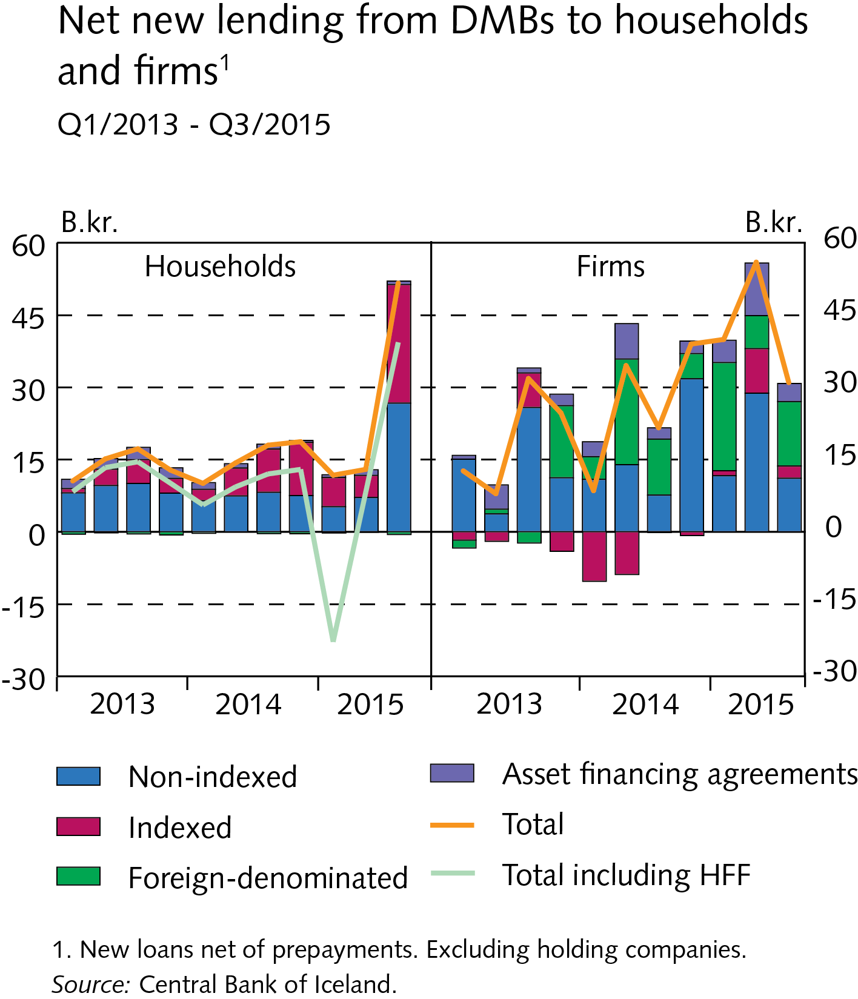 Net new lending from DMBs to households
and firms1
Q1/2013 - Q3/2015
B.kr. B.kr.
60 60
Households Firms
45 45
30 30
15 15
0 0
-15 -15
-30 -30
2013 2014 2015 2013 2014 2015
Non-indexed Asset financing agreements
Indexed Total
Foreign-denominated Total including HFF
1. New loans net of prepayments. Excluding holding companies.
Source: Central Bank of Iceland.